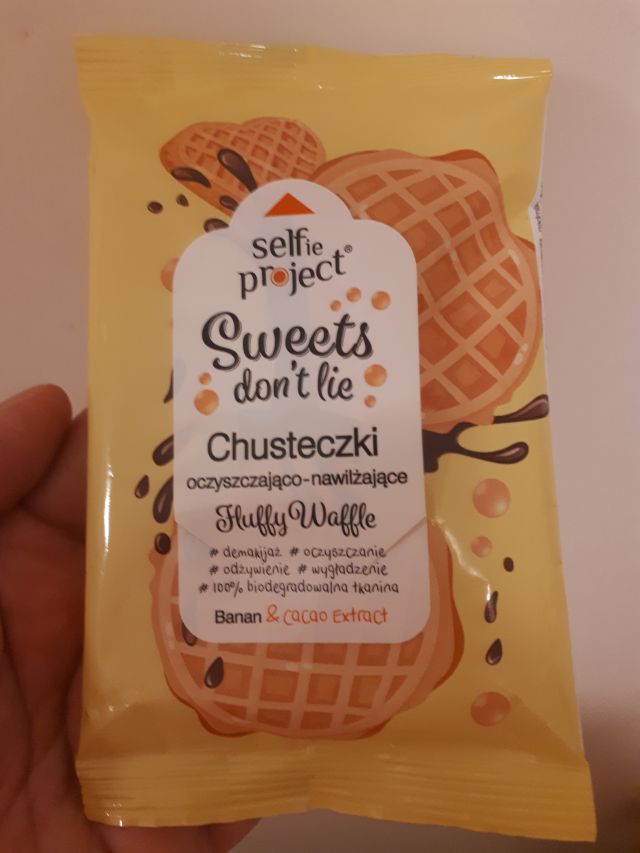 selfie
project®
Sweets
don't lie
Chusteczki
oczyszczająco-nawilżające
Fluffy Waffle
# demakijaż # oczyszczanie
# odżywienie # wygładzenie
# 100% biodegradowalna tkanina
Banan & cacao Extract